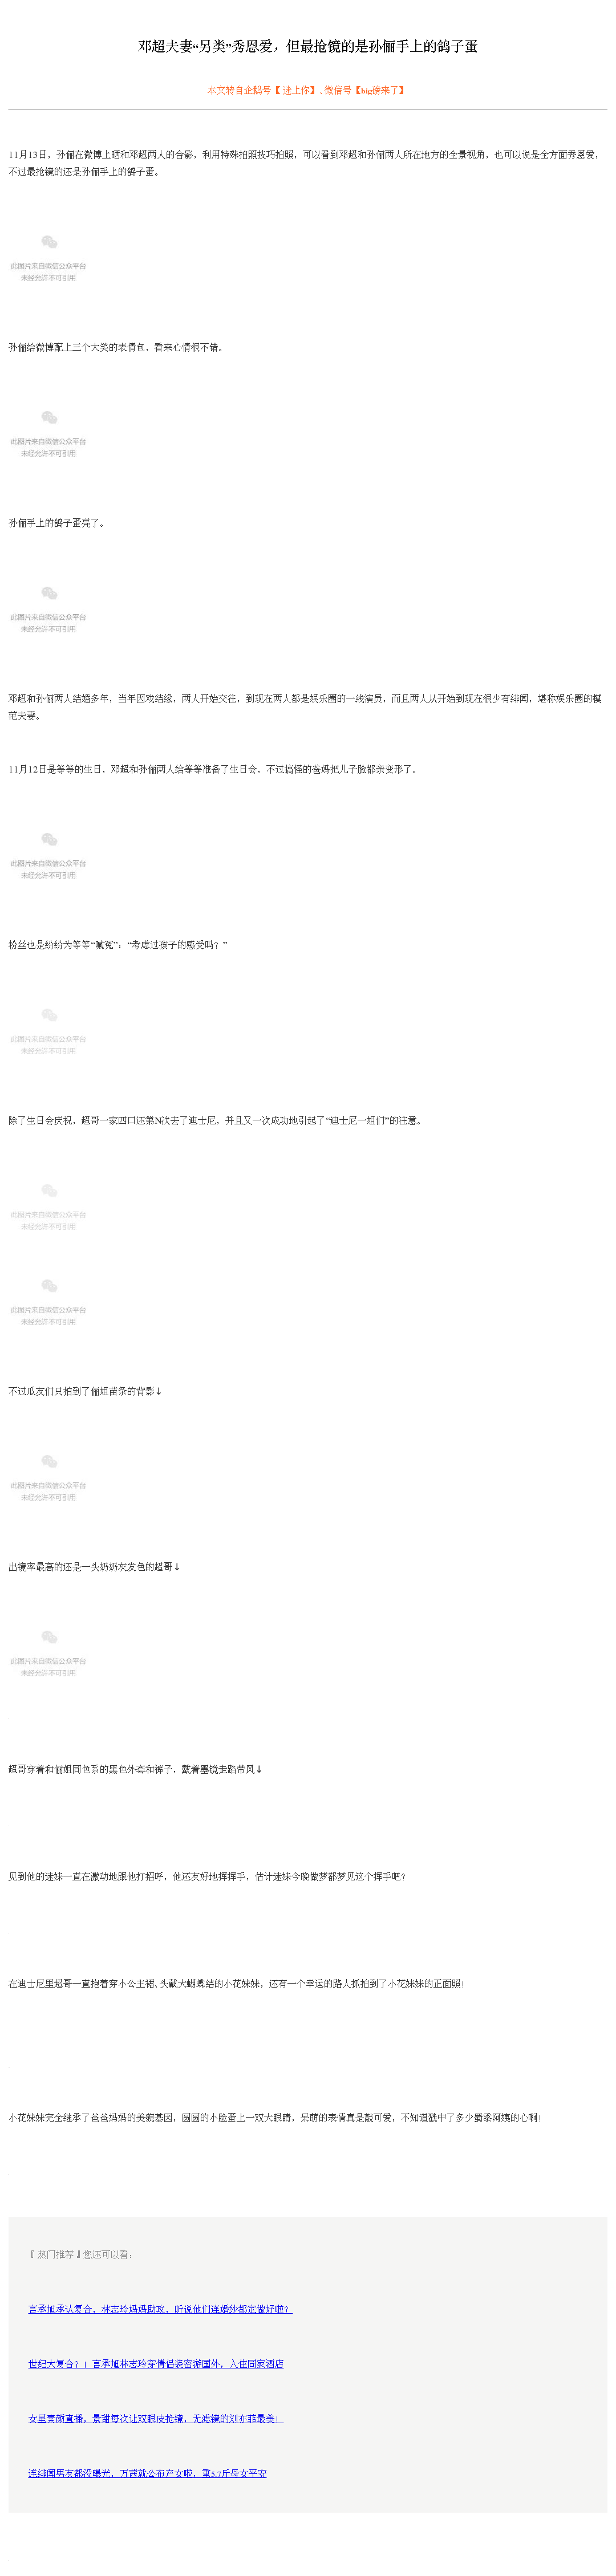 邓超夫妻“另类”秀恩爱，但最抢镜的是孙俪手上的鸽子蛋
本文转自企鹅号【 迷上你】、微信号【big磅来了】
11月13日，孙俪在微博上晒和邓超两人的合影，利用特殊拍照技巧拍照，可以看到邓超和孙俪两人所在地方的全景视角，也可以说是全方面秀恩爱，
不过最抢镜的还是孙俪手上的鸽子蛋。
此图片来自微信公众平台
未经允许不可引用
孙俪给微博配上三个大笑的表情包，看来心情很不错。
此图片来自微信公众平台
未经允许不可引用
孙俪手上的鸽子蛋亮了。
此图片来自微信公众平台
未经允许不可引用
邓超和孙俪两人结婚多年，当年因戏结缘，两人开始交往，到现在两人都是娱乐圈的一线演员，而且两人从开始到现在很少有绯闻，堪称娱乐圈的模
范夫妻。
11月12日是等等的生日，邓超和孙俪两人给等等准备了生日会，不过搞怪的爸妈把儿子脸都亲变形了。
此图片来自微信公众平台
未经允许不可引用
粉丝也是纷纷为等等“喊冤”：“考虑过孩子的感受吗？”
此图片来自微信公众平台
未经允许不可引用
除了生日会庆祝，超哥一家四口还第N次去了迪士尼，并且又一次成功地引起了“迪士尼一姐们”的注意。
此图片来自微信公众平台
未经允许不可引用
此图片来自微信公众平台
未经允许不可引用
不过瓜友们只拍到了俪姐苗条的背影↓
此图片来自微信公众平台
未经允许不可引用
出镜率最高的还是一头奶奶灰发色的超哥↓
此图片来自微信公众平台
未经允许不可引用
超哥穿着和俪姐同色系的黑色外套和裤子，戴着墨镜走路带风↓
见到他的迷妹一直在激动地跟他打招呼，他还友好地挥挥手，估计迷妹今晚做梦都梦见这个挥手吧？
在迪士尼里超哥一直抱着穿小公主裙、头戴大蝴蝶结的小花妹妹，还有一个幸运的路人抓拍到了小花妹妹的正面照！
小花妹妹完全继承了爸爸妈妈的美貌基因，圆圆的小脸蛋上一双大眼睛，呆萌的表情真是敲可爱，不知道戳中了多少蜀黍阿姨的心啊！
『 热门推荐 』您还可以看：
言承旭承认复合，林志玲妈妈助攻，听说他们连婚纱都定做好啦？
世纪大复合？！言承旭林志玲穿情侣装密游国外，入住同家酒店
女星素颜直播，景甜每次让双眼皮抢镜，无滤镜的刘亦菲最美！
连绯闻男友都没曝光，万茜就公布产女啦，重5.7斤母女平安